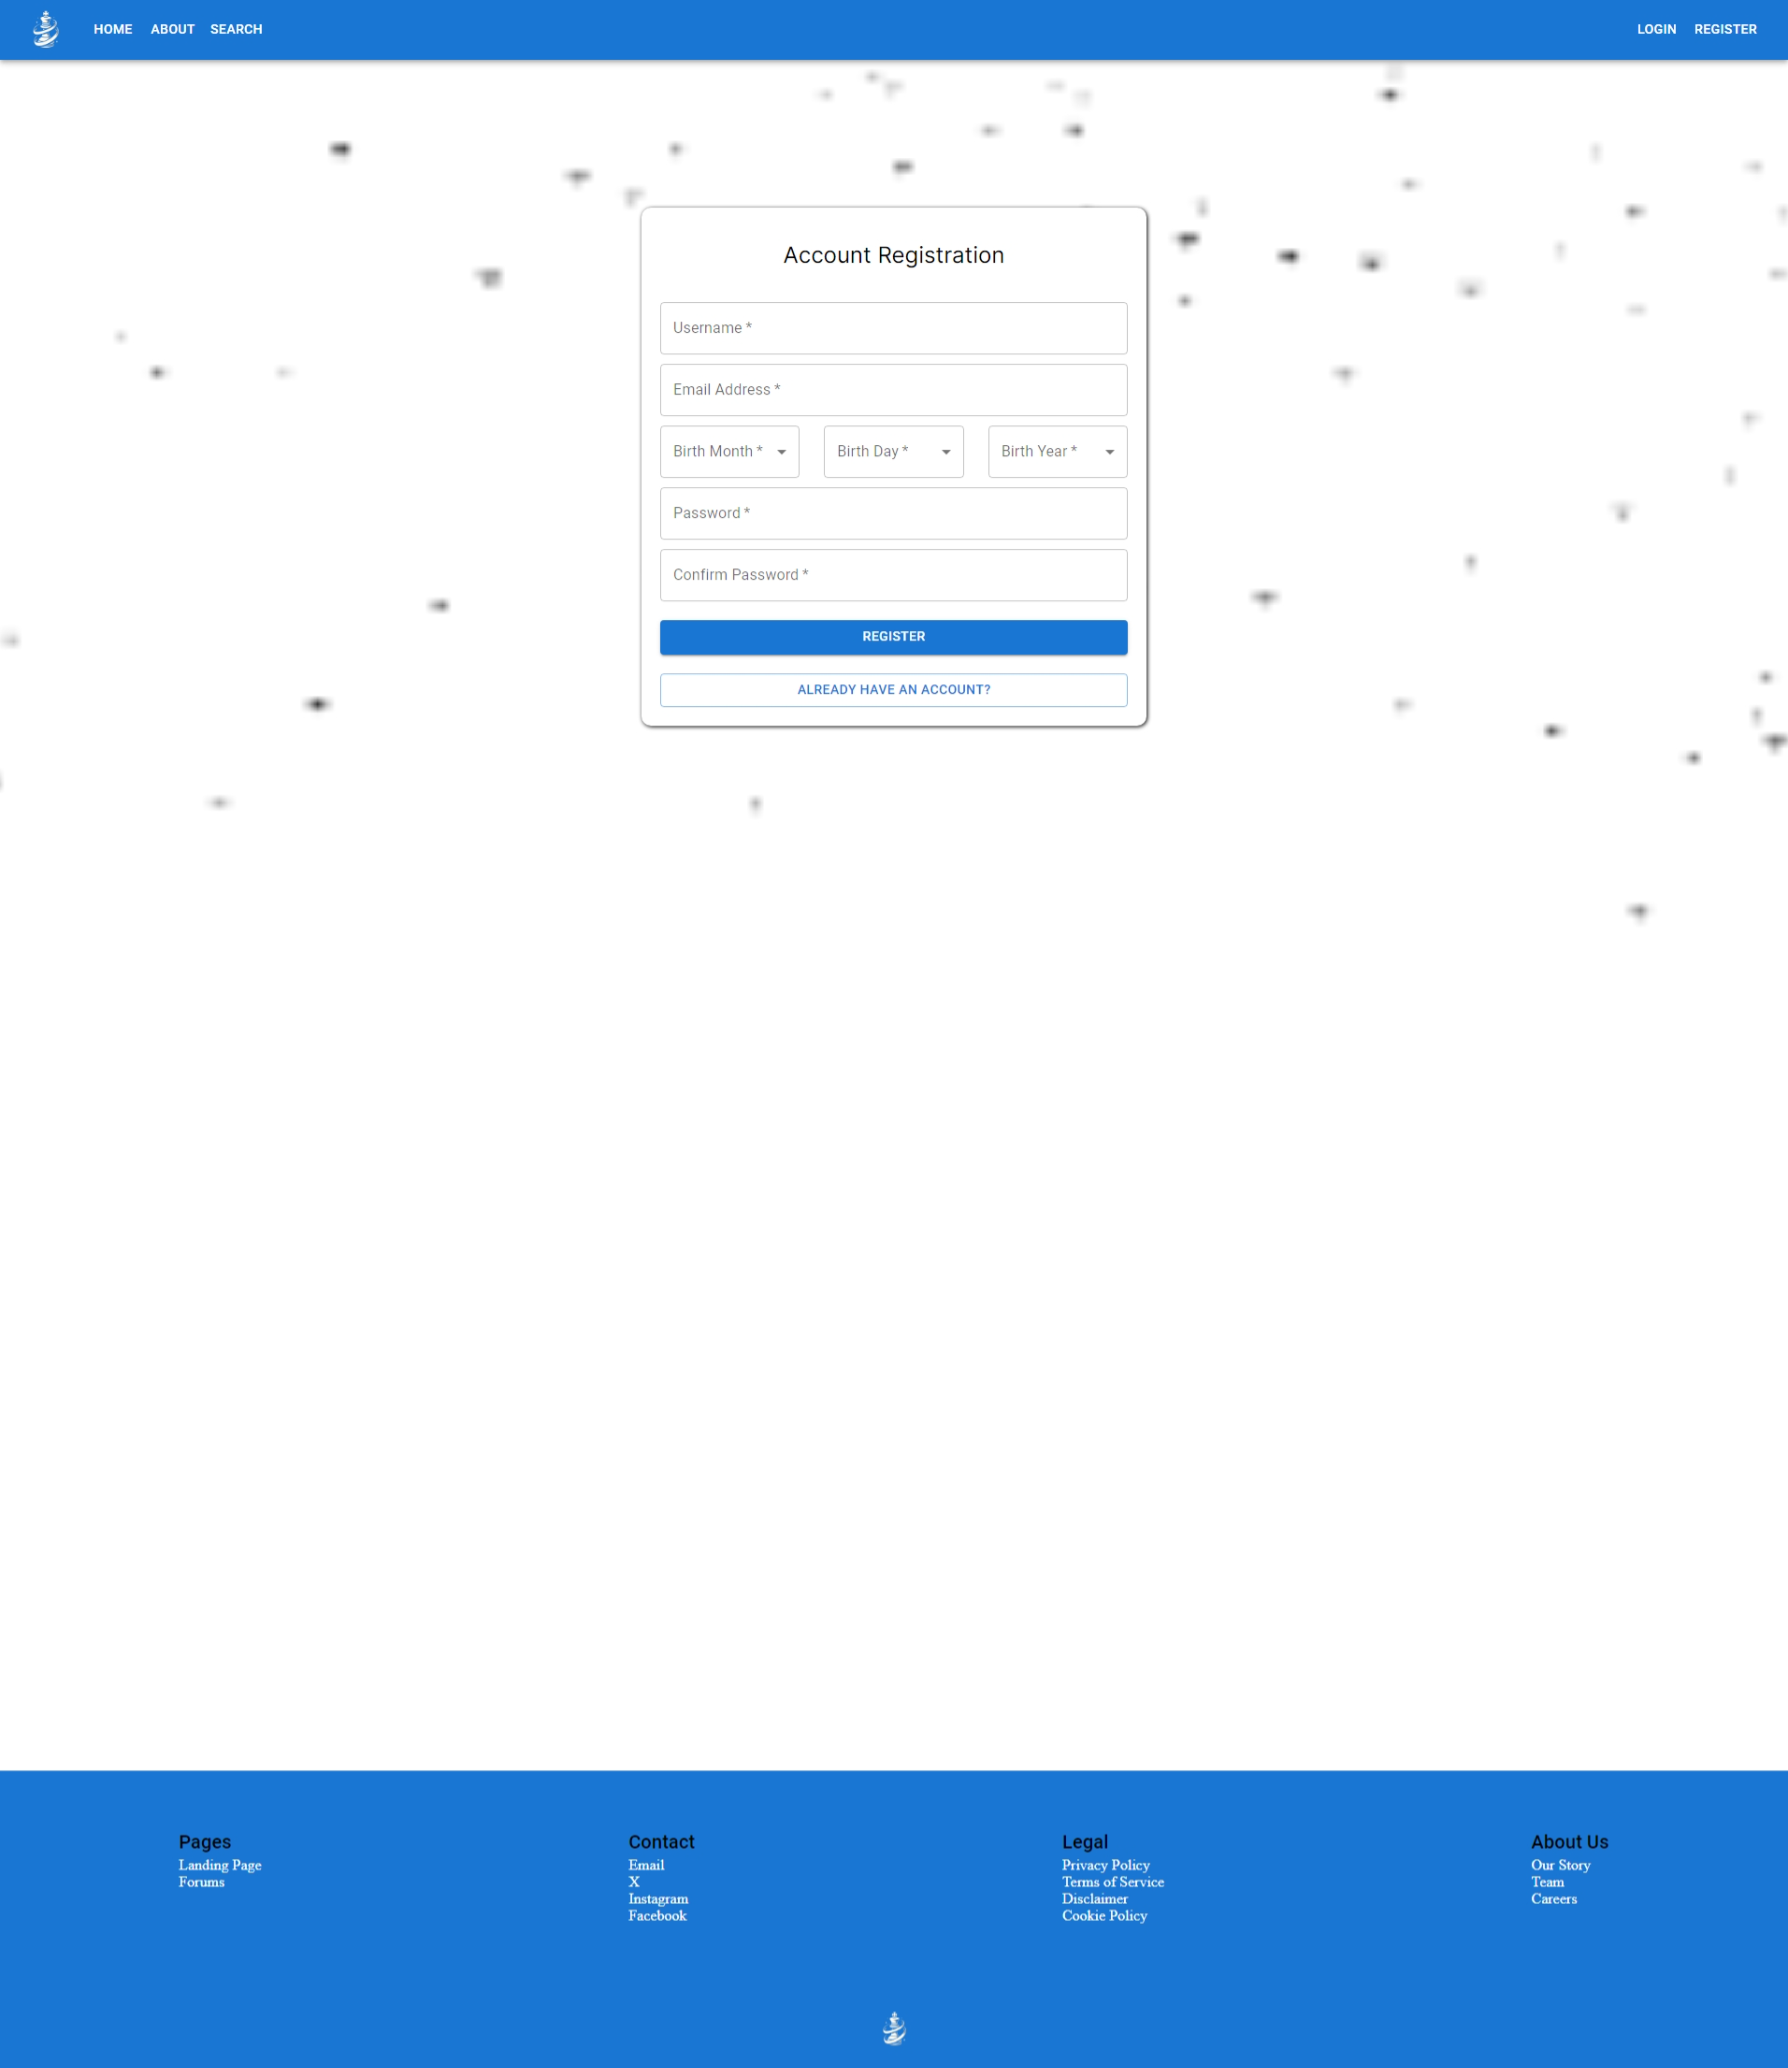 HOME ABOUT SEARCH LOGIN REGISTER
Account Registration
Username *
Email Address *
Birth Month * Birth Day * Birth Year *
Password *
Confirm Password *
REGISTER
ALREADY HAVE AN ACCOUNT?
Pages
Landing Page
Forums
Contact
Email
X
Instagram
Facebook
Legal
Privacy Policy
Terms of Service
Disclaimer
Cookie Policy
About Us
Our Story
Team
Careers